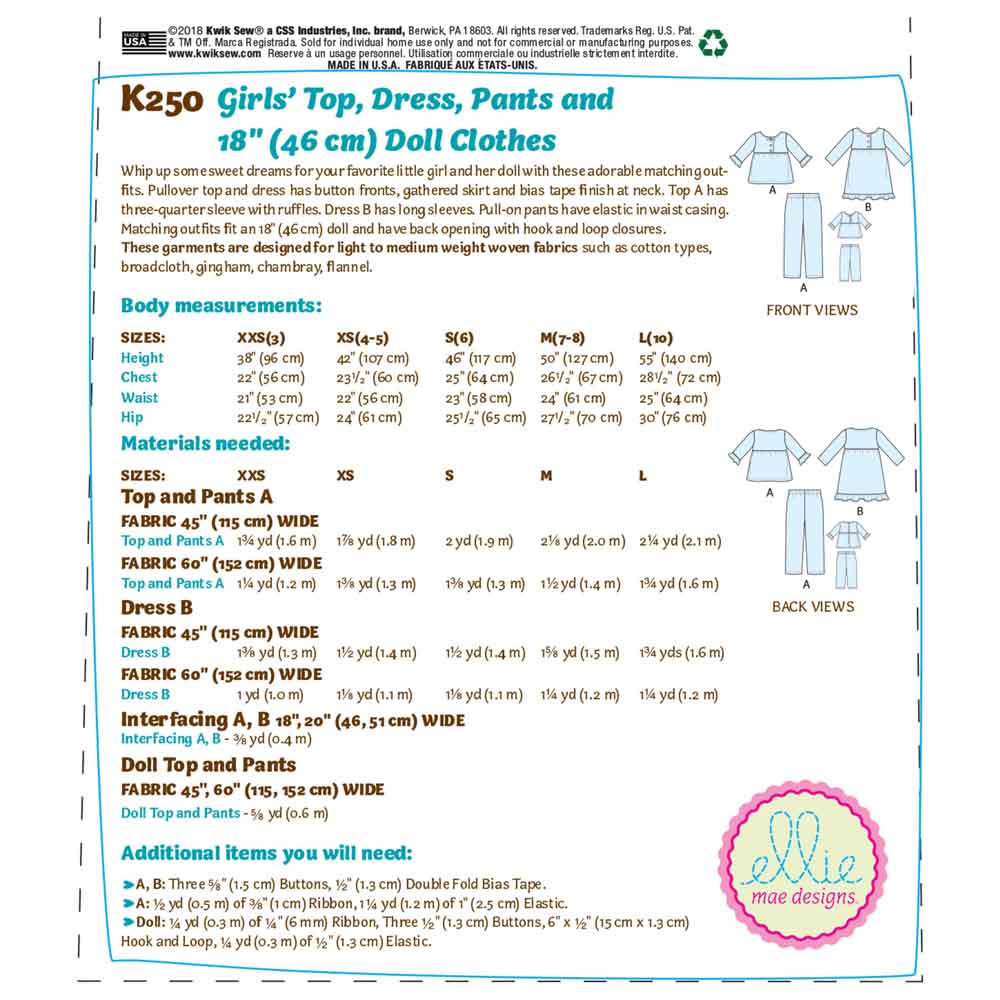 MADE IN USA
©2018 Kwik Sew® a CSS Industries, Inc. brand, Berwick, PA 18603. All rights reserved. Trademarks Reg. U.S. Pat.
& TM Off. Marca Registrada. Sold for individual home use only and not for commercial or manufacturing purposes.
www.kwiksew.com Reserve à un usage personnel. Utilisation commerciale ou industrielle strictement interdite.
MADE IN U.S.A. FABRIQUÉ AUX ÉTATS-UNIS.
K250 Girls' Top, Dress, Pants and
18" (46 cm) Doll Clothes
Whip up some sweet dreams for your favorite little girl and her doll with these adorable matching out-
fits. Pullover top and dress has button fronts, gathered skirt and bias tape finish at neck. Top A has
three-quarter sleeve with ruffles. Dress B has long sleeves. Pull-on pants have elastic in waist casing.
Matching outfits fit an 18" (46 cm) doll and have back opening with hook and loop closures.
These garments are designed for light to medium weight woven fabrics such as cotton types,
broadcloth, gingham, chambray, flannel.
A
B
A
FRONT VIEWS
Body measurements:
SIZES: XXS(3) XS(4-5) S(6) M(7-8) L(10)
Height 38" (96 cm) 42" (107 cm) 46" (117 cm) 50" (127 cm) 55" (140 cm)
Chest 22" (56 cm) 23½" (60 cm) 25" (64 cm) 26½" (67 cm) 28½" (72 cm)
Waist 21" (53 cm) 22" (56 cm) 23" (58 cm) 24" (61 cm) 25" (64 cm)
Hip 22½" (57 cm) 24" (61 cm) 25½" (65 cm) 27½" (70 cm) 30" (76 cm)
Materials needed:
SIZES: XXS XS S M L
Top and Pants A
FABRIC 45" (115 cm) WIDE
Top and Pants A 1¾ yd (1.6 m) 1⅞ yd (1.8 m) 2 yd (1.9 m) 2⅛ yd (2.0 m) 2¼ yd (2.1 m)
FABRIC 60" (152 cm) WIDE
Top and Pants A 1¼ yd (1.2 m) 1⅜ yd (1.3 m) 1⅜ yd (1.3 m) 1½ yd (1.4 m) 1¾ yd (1.6 m)
A
B
A
BACK VIEWS
Dress B
FABRIC 45" (115 cm) WIDE
Dress B 1⅜ yd (1.3 m) 1½ yd (1.4 m) 1½ yd (1.4 m) 1⅝ yd (1.5 m) 1¾ yds (1.6 m)
FABRIC 60" (152 cm) WIDE
Dress B 1 yd (1.0 m) 1⅛ yd (1.1 m) 1⅛ yd (1.1 m) 1¼ yd (1.2 m) 1¼ yd (1.2 m)
Interfacing A, B 18", 20" (46, 51 cm) WIDE
Interfacing A, B - ⅜ yd (0.4 m)
Doll Top and Pants
FABRIC 45", 60" (115, 152 cm) WIDE
Doll Top and Pants - ⅝ yd (0.6 m)
Additional items you will need:
➤A, B: Three ⅝" (1.5 cm) Buttons, ½" (1.3 cm) Double Fold Bias Tape.
➤A: ½ yd (0.5 m) of ⅜" (1 cm) Ribbon, 1¼ yd (1.2 m) of 1" (2.5 cm) Elastic.
➤Doll: ¼ yd (0.3 m) of ¼" (6 mm) Ribbon, Three ½" (1.3 cm) Buttons, 6" x ½" (15 cm x 1.3 cm)
Hook and Loop, ¼ yd (0.3 m) of ½" (1.3 cm) Elastic.
ellie
mae designs